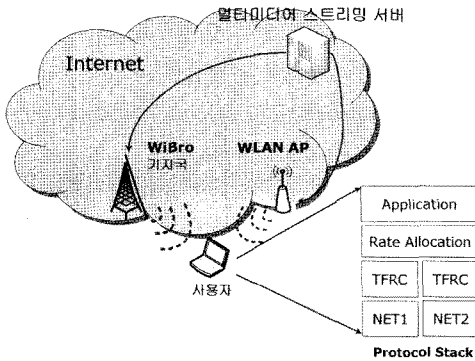 멀티미디어 스트리밍 서버
Internet
WiBro
기지국
WLAN AP
사용자
Application
Rate Allocation
TFRC TFRC
NET1 NET2
Protocol Stack